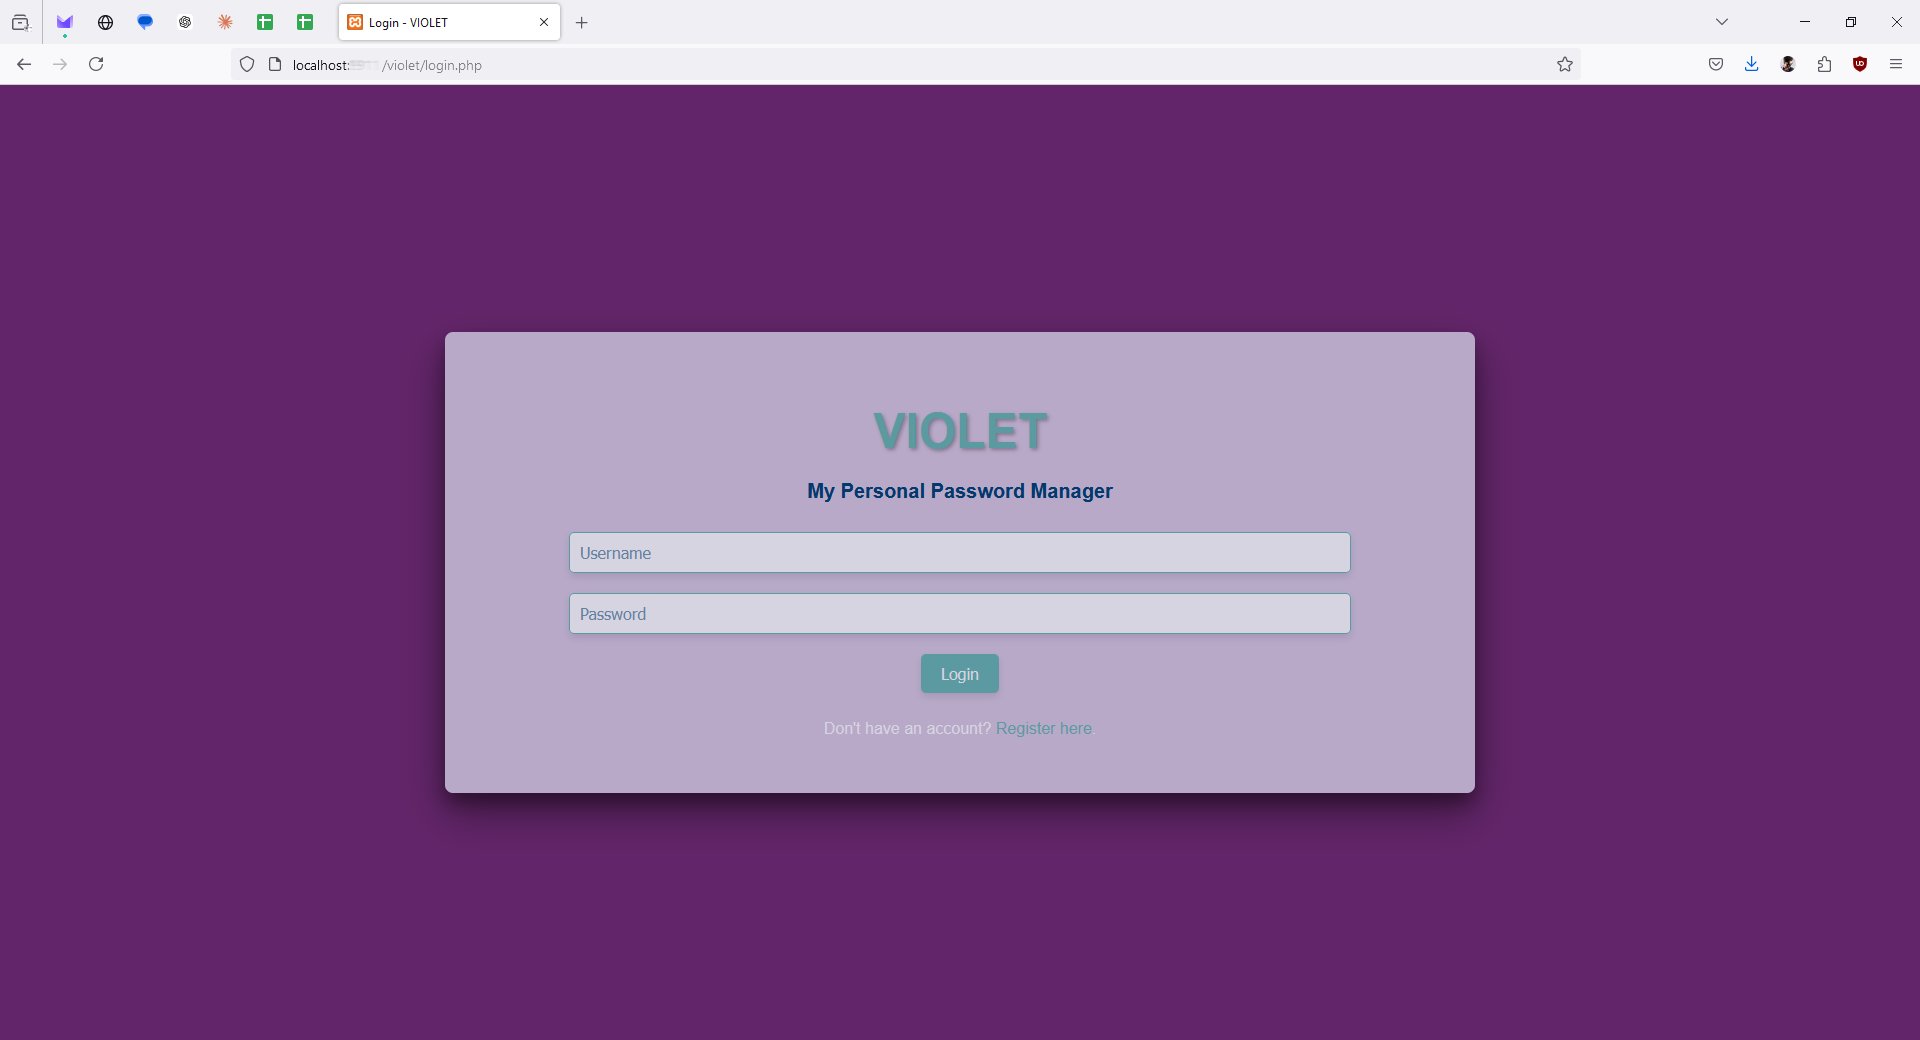 Login - VIOLET
localhost: /violet/login.php
VIOLET
My Personal Password Manager
Username
Password
Login
Don't have an account? Register here.